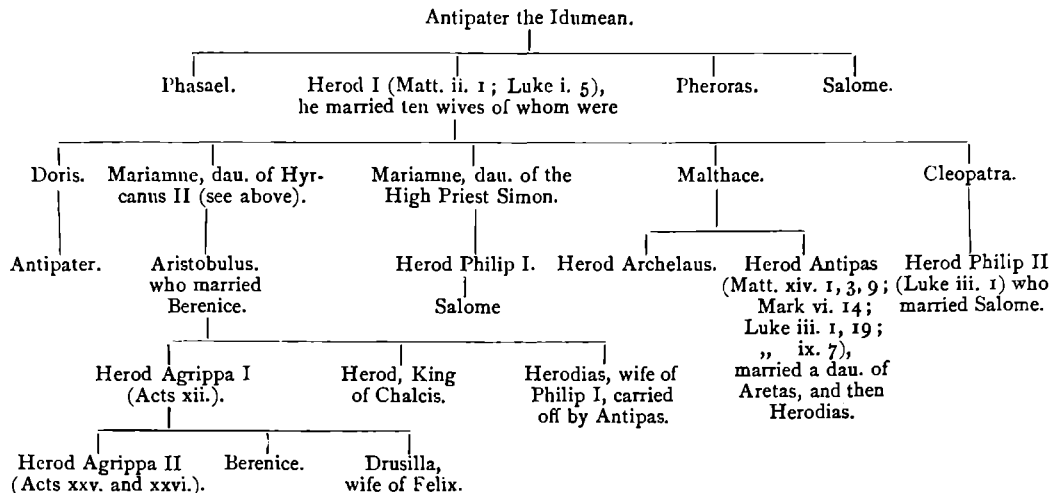 Antipater the Idumean.
Phasael. Herod I (Matt. ii. 1 ; Luke i. 5), Pheroras. Salome.
he married ten wives of whom were
Doris. Mariamne, dau. of Hyr- Mariamne, dau. of the Malthace. Cleopatra.
canus II (see above). High Priest Simon.
Antipater. Aristobulus. Herod Philip I. Herod Archelaus. Herod Antipas Herod Philip II
who married Salome (Matt. xiv. 1, 3, 9 ; (Luke iii. 1) who
Berenice. Mark vi. 14 ; married Salome.
Luke iii. 1, 19 ;
„ ix. 7),
married a dau. of
Aretas, and then
Herodias.
Herod Agrippa I Herod, King Herodias, wife of
(Acts xii.). of Chalcis. Philip I, carried
off by Antipas.
Herod Agrippa II Berenice. Drusilla,
(Acts xxv. and xxvi.). wife of Felix.